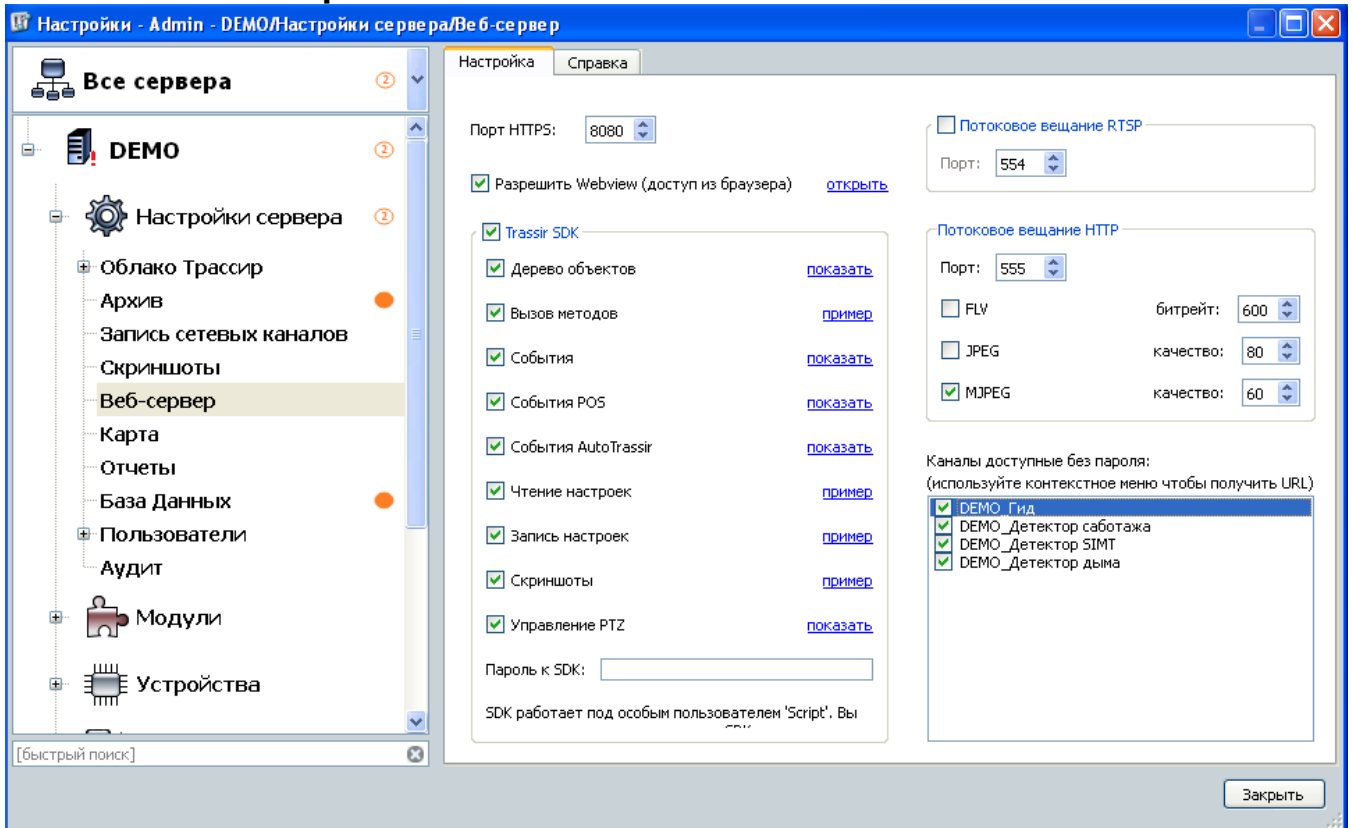 Настройки - Admin - DEMO/Настройки сервера/Веб-сервер
Все сервера 2
DEMO 2
Настройки сервера 2
Облако Трассир
Архив
Запись сетевых каналов
Скриншоты
Веб-сервер
Карта
Отчеты
База Данных
Пользователи
Аудит
Модули
Устройства
[быстрый поиск]
Настройка Справка
Порт HTTPS: 8080
Разрешить Webview (доступ из браузера) открыть
Trassir SDK
Дерево объектов показать
Вызов методов пример
События показать
События POS показать
События AutoTrassir показать
Чтение настроек пример
Запись настроек пример
Скриншоты пример
Управление PTZ показать
Пароль к SDK:
SDK работает под особым пользователем 'Script'. Вы
Потоковое вещание RTSP
Порт: 554
Потоковое вещание HTTP
Порт: 555
FLV битрейт: 600
JPEG качество: 80
MJPEG качество: 60
Каналы доступные без пароля:
(используйте контекстное меню чтобы получить URL)
DEMO_Гид
DEMO_Детектор саботажа
DEMO_Детектор SIMT
DEMO_Детектор дыма
Закрыть